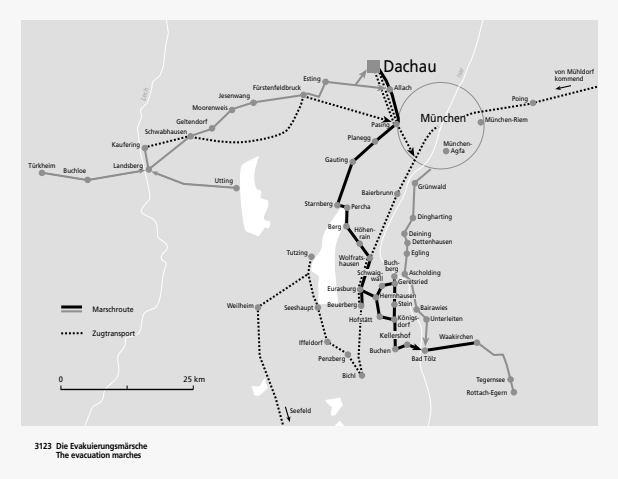 Dachau
Isar
Lech
von Mühldorf
kommend
Esting
Fürstenfeldbruck
Allach
Jesenwang
Moorenweis
Poing
Geltendorf
Schwabhausen
Pasing
München
München-Riem
Kaufering
Planegg
München-
Agfa
Gauting
Türkheim
Buchloe
Landsberg
Utting
Baierbrunn
Grünwald
Starnberg
Percha
Dingharting
Berg
Höhen-
rain
Deining
Dettenhausen
Egling
Tutzing
Wolfrats-
hausen
Buch-
berg
Schwaig-
wall
Ascholding
Geretsried
Eurasburg
Herrnhausen
Weilheim
Seeshaupt
Beuerberg
Stein
Bairawies
Hofstätt
Königs-
dorf
Unterleiten
Marschroute
Zugtransport
Kellershof
Waakirchen
Iffeldorf
Penzberg
Buchen
Bad Tölz
Bichl
0 25 km
Tegernsee
Rottach-Egern
Seefeld
3123 Die Evakuierungsmärsche
The evacuation marches